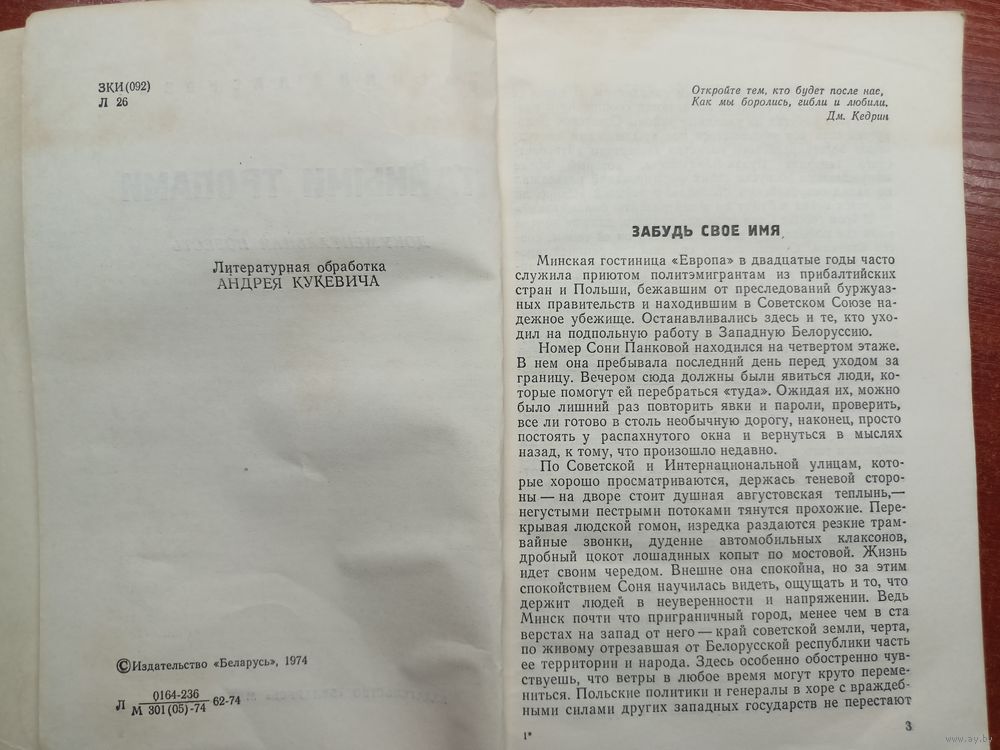 ЗКИ(092)
Л 26
Литературная обработка
АНДРЕЯ КУКЕВИЧА
©Издательство «Беларусь», 1974
Л 0164-236
М 301(05)-74 62-74
Откройте тем, кто будет после нас,
Как мы боролись, гибли и любили.
Дм. Кедрин
ЗАБУДЬ СВОЕ ИМЯ
Минская гостиница «Европа» в двадцатые годы часто
служила приютом политэмигрантам из прибалтийских
стран и Польши, бежавшим от преследований буржуаз-
ных правительств и находившим в Советском Союзе на-
дежное убежище. Останавливались здесь и те, кто ухо-
дил на подпольную работу в Западную Белоруссию.
Номер Сони Панковой находился на четвертом этаже.
В нем она пребывала последний день перед уходом за
границу. Вечером сюда должны были явиться люди, ко-
торые помогут ей перебраться «туда». Ожидая их, можно
было лишний раз повторить явки и пароли, проверить,
все ли готово в столь необычную дорогу, наконец, просто
постоять у распахнутого окна и вернуться в мыслях
назад, к тому, что произошло недавно.
По Советской и Интернациональной улицам, кото-
рые хорошо просматриваются, держась теневой сторо-
ны — на дворе стоит душная августовская теплынь,—
негустыми пестрыми потоками тянутся прохожие. Пере-
крывая людской гомон, изредка раздаются резкие трам-
вайные звонки, дудение автомобильных клаксонов,
дробный цокот лошадиных копыт по мостовой. Жизнь
идет своим чередом. Внешне она спокойна, но за этим
спокойствием Соня научилась видеть, ощущать и то, что
держит людей в неуверенности и напряжении. Ведь
Минск почти что приграничный город, менее чем в ста
верстах на запад от него — край советской земли, черта,
по живому отрезавшая от Белорусской республики часть
ее территории и народа. Здесь особенно обостренно чув-
ствуешь, что ветры в любое время могут круто переме-
ниться. Польские политики и генералы в хоре с враждеб-
ными силами других западных государств не перестают
1*
3
www.ay.by